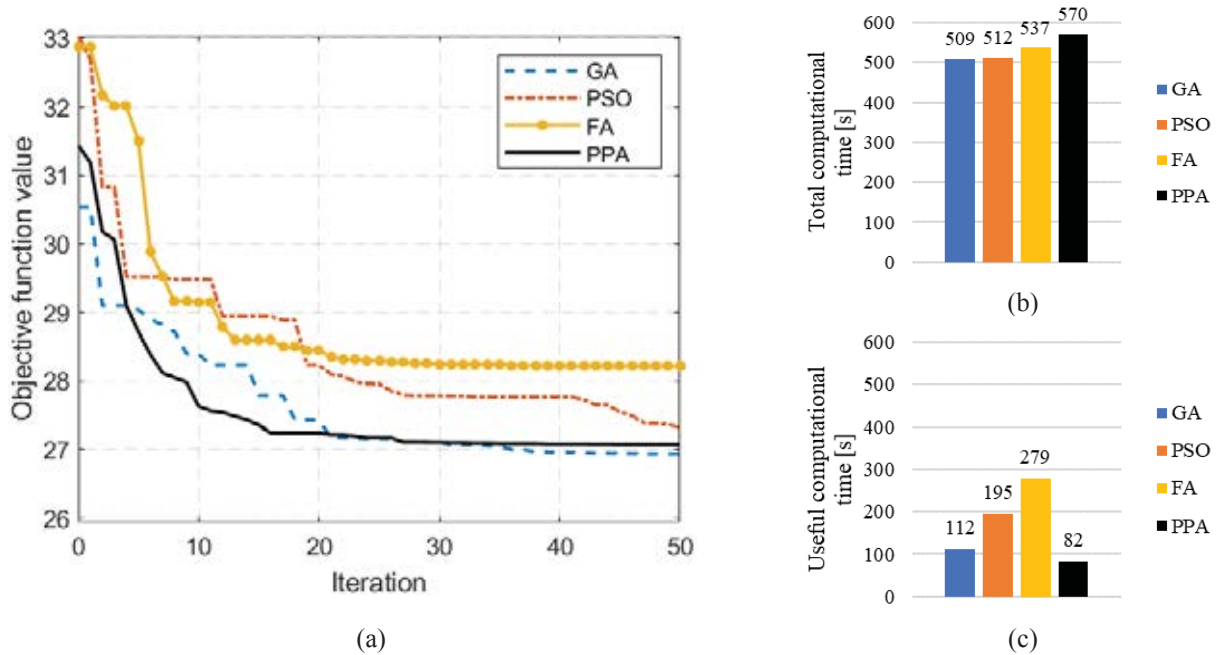 33
32
31
30
29
28
27
26
Objective function value
0
10
20
30
40
50
Iteration
GA
PSO
FA
PPA
(a)
600
500
400
300
200
100
0
Total computational
time [s]
509
512
537
570
GA
PSO
FA
PPA
(b)
600
500
400
300
200
100
0
Useful computational
time [s]
112
195
279
82
GA
PSO
FA
PPA
(c)